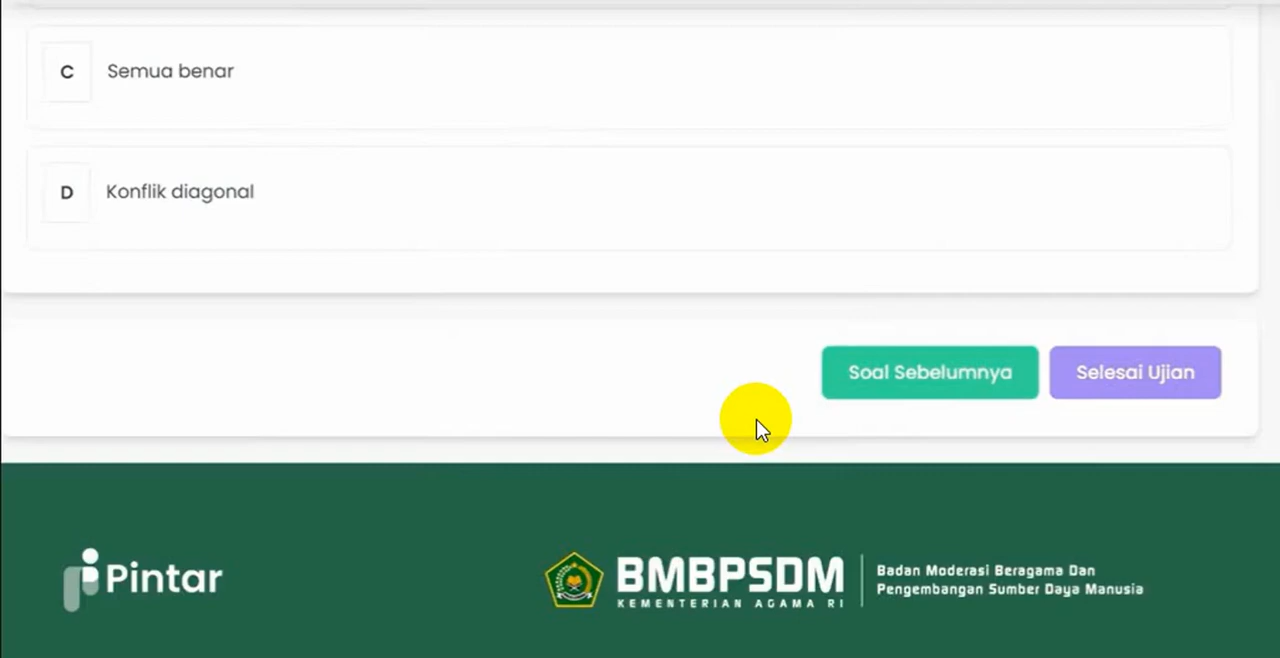 C Semua benar
D Konflik diagonal
Soal Sebelumnya Selesai Ujian
Pintar
BMBPSDM
KEMENTERIAN AGAMA RI
Badan Moderasi Beragama Dan
Pengembangan Sumber Daya Manusia